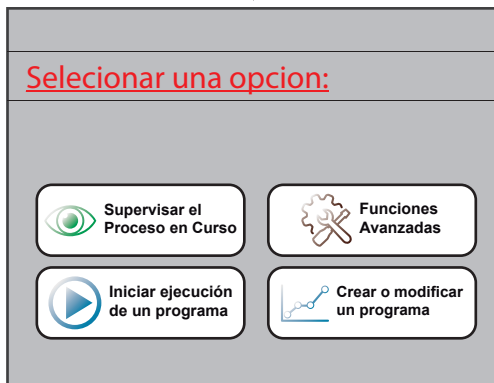 Selecionar una opcion:
Supervisar el
Proceso en Curso
Funciones
Avanzadas
Iniciar ejecución
de un programa
Crear o modificar
un programa